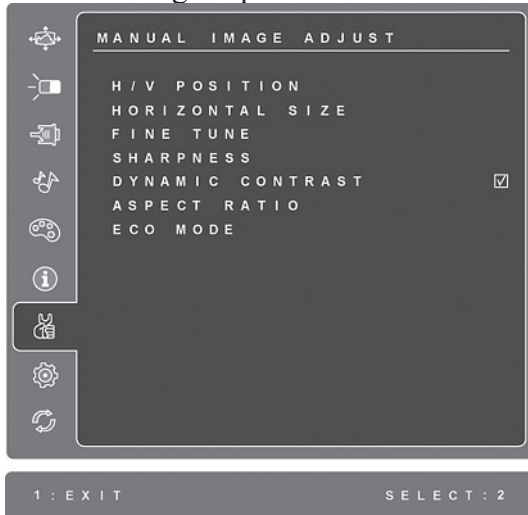 MANUAL IMAGE ADJUST
H/V POSITION
HORIZONTAL SIZE
FINE TUNE
SHARPNESS
DYNAMIC CONTRAST
ASPECT RATIO
ECO MODE
1:EXIT SELECT:2